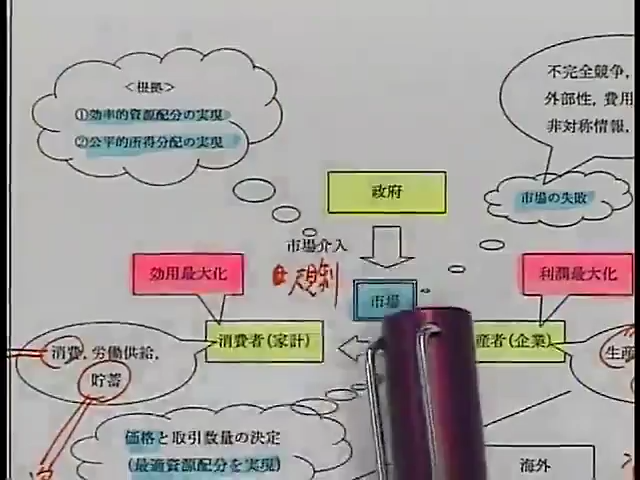 <根拠>
①効率的資源配分の実現
②公平的所得分配の実現
不完全競争,
外部性, 費用
非対称情報,
市場の失敗
政府
市場介入
規制
効用最大化
利潤最大化
市場
消費者(家計)
産者(企業)
消費, 労働供給,
貯蓄
生産
価格と取引数量の決定
(最適資源配分を実現)
海外